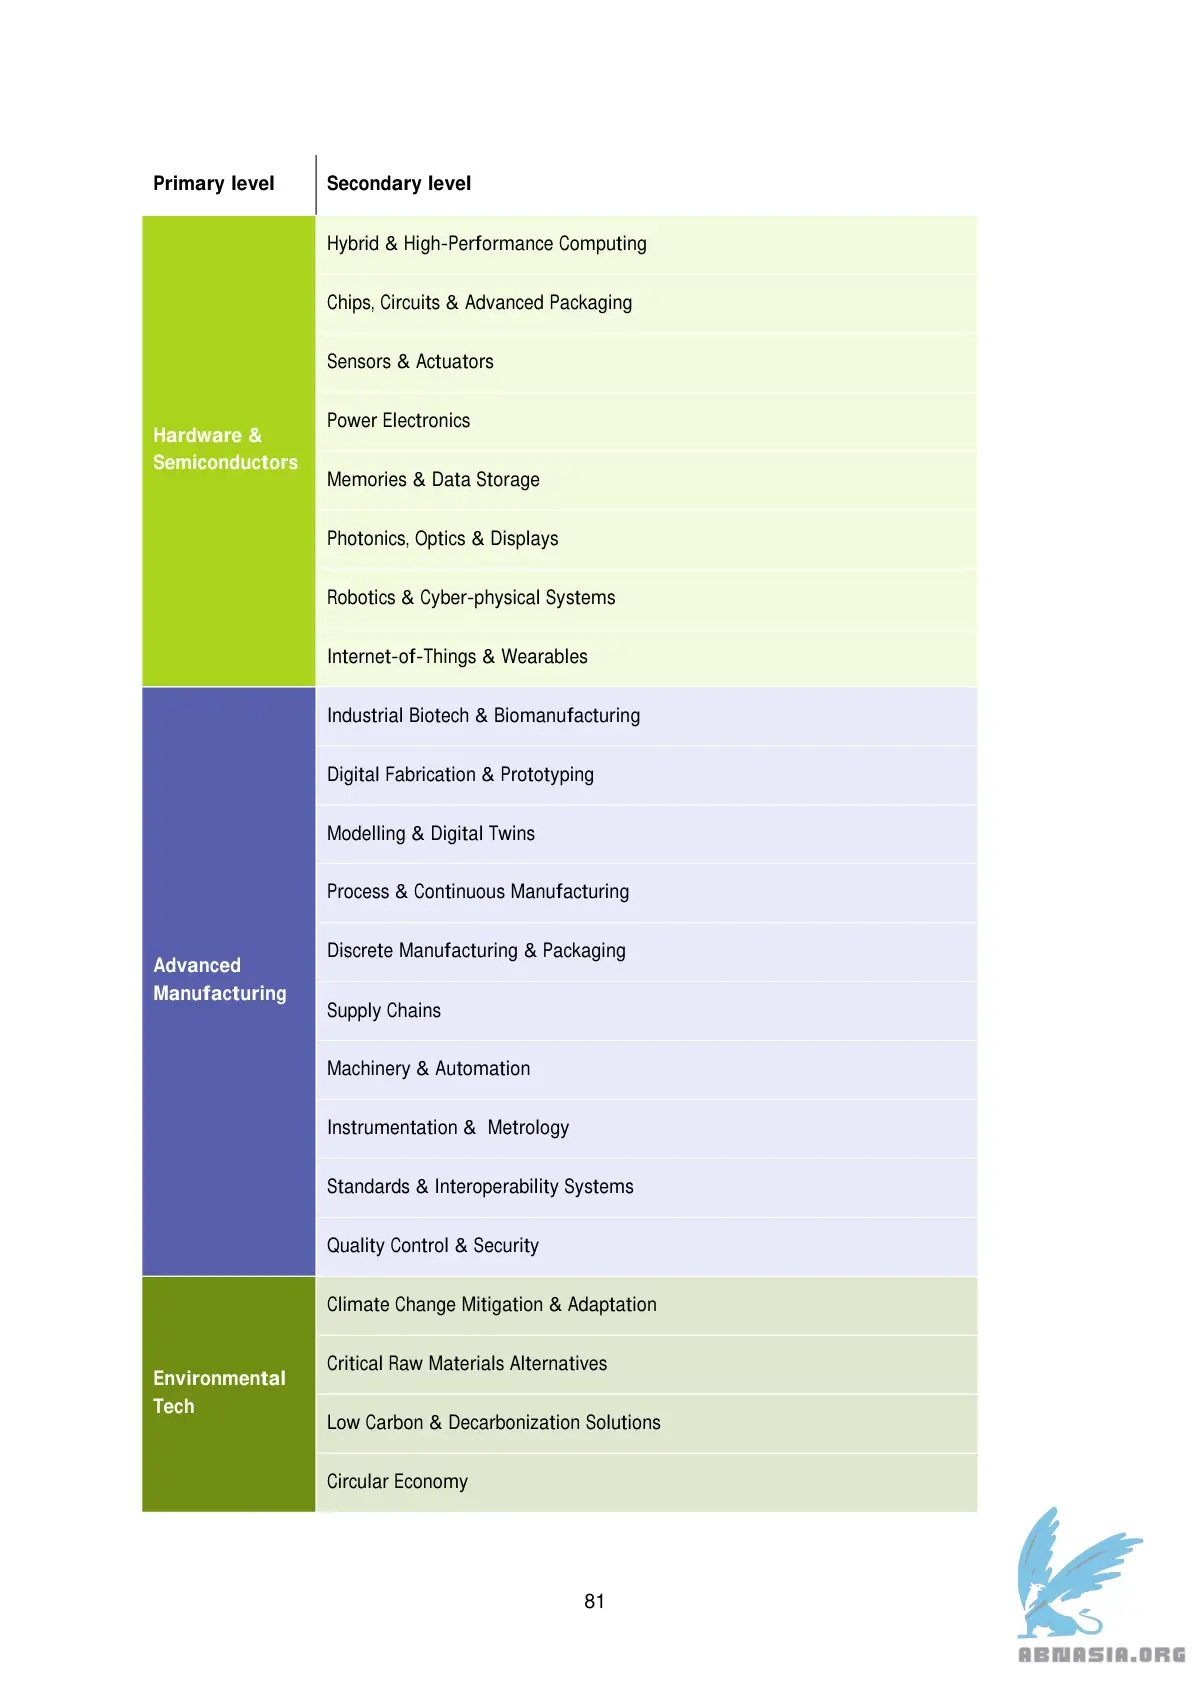 Primary level
Secondary level
Hardware &
Semiconductors
Hybrid & High-Performance Computing
Chips, Circuits & Advanced Packaging
Sensors & Actuators
Power Electronics
Memories & Data Storage
Photonics, Optics & Displays
Robotics & Cyber-physical Systems
Internet-of-Things & Wearables
Advanced
Manufacturing
Industrial Biotech & Biomanufacturing
Digital Fabrication & Prototyping
Modelling & Digital Twins
Process & Continuous Manufacturing
Discrete Manufacturing & Packaging
Supply Chains
Machinery & Automation
Instrumentation &  Metrology
Standards & Interoperability Systems
Quality Control & Security
Environmental
Tech
Climate Change Mitigation & Adaptation
Critical Raw Materials Alternatives
Low Carbon & Decarbonization Solutions
Circular Economy
81
ABNASIA.ORG